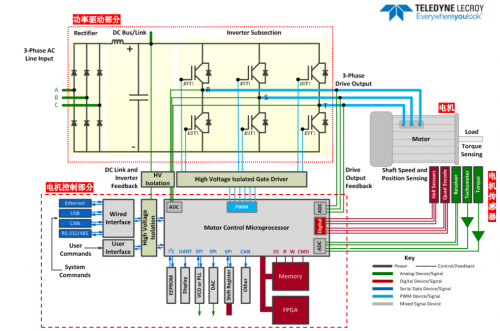 功率驱动部分
TELEDYNE LECROY
Everywhereyoulook™
Rectifier
DC Bus/Link
Inverter Subsection
3-Phase AC
Line Input
A
B
C
R
S
T
3-Phase
Drive Output
电机
Motor
Load
Torque
Sensing
Shaft Speed and
Position Sensing
DC Link and
Inverter
Feedback
HV
Isolation
High Voltage Isolated Gate Driver
Drive
Output
Feedback
Hall Sensors
Quad Encoder
Resolver
Tachometer
Torque
电机传感器
电机控制部分
Ethernet
USB
CAN
RS-232/485
Wired
Interface
User
Interface
High Voltage
Isolation
User
Commands
System
Commands
ADC
PWM
ADC
Digital
ADC
Motor Control Microprocessor
I²C
UART
SPI
SPI
SPI
CAN
CE
R
W
CMD
EEPROM
Display
VCO or PLL
DAC
Shift Register
CAN
Other
Memory
FPGA
Key
Power
Control/Feedback
Analog Device/Signal
Digital Device/Signal
Serial Data Device/Signal
PWM Device/Signal
Mixed Signal Device